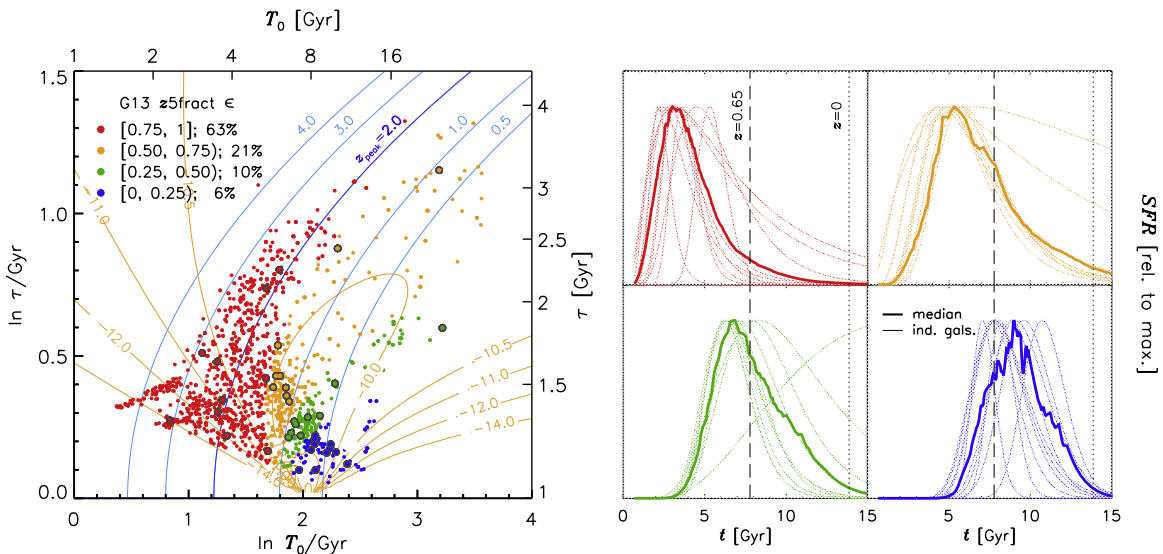 T₀ [Gyr]
1 2 4 8 16
1.5
1.0
0.5
0.0
ln τ/Gyr
G13 z5fract ∈
[0.75, 1]; 63%
[0.50, 0.75); 21%
[0.25, 0.50); 10%
[0, 0.25); 6%
4.0
3.0
z_peak=2.0
1.0
0.5
−11.0
−12.0
−10.0
−10.5
−11.0
−12.0
−14.0
4
3
2.5
2
1.5
1
τ [Gyr]
0 1 2 3 4
ln T₀/Gyr
z=0.65
z=0
median
ind. gals.
SFR [rel. to max.]
0 5 10 15
5 10 15
t [Gyr]
t [Gyr]